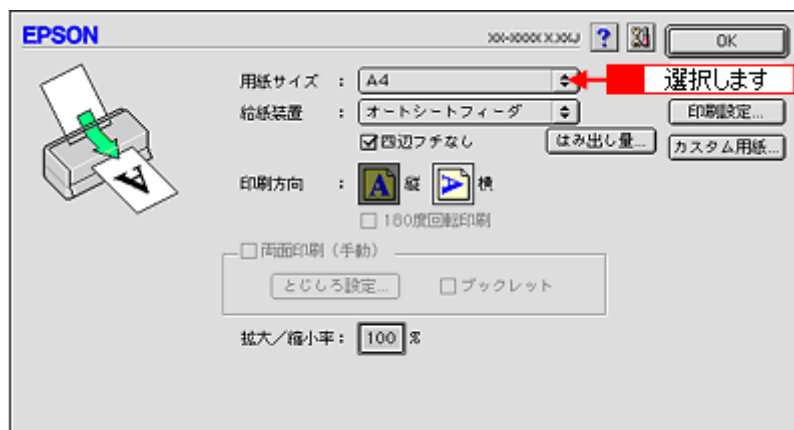 EPSON
? OK
用紙サイズ : A4 選択します
給紙装置 : オートシートフィーダ 印刷設定...
四辺フチなし はみ出し量... カスタム用紙...
印刷方向 : A 縦 A 横
180度回転印刷
両面印刷(手動)
とじしろ設定... ブックレット
拡大/縮小率: 100 %
A